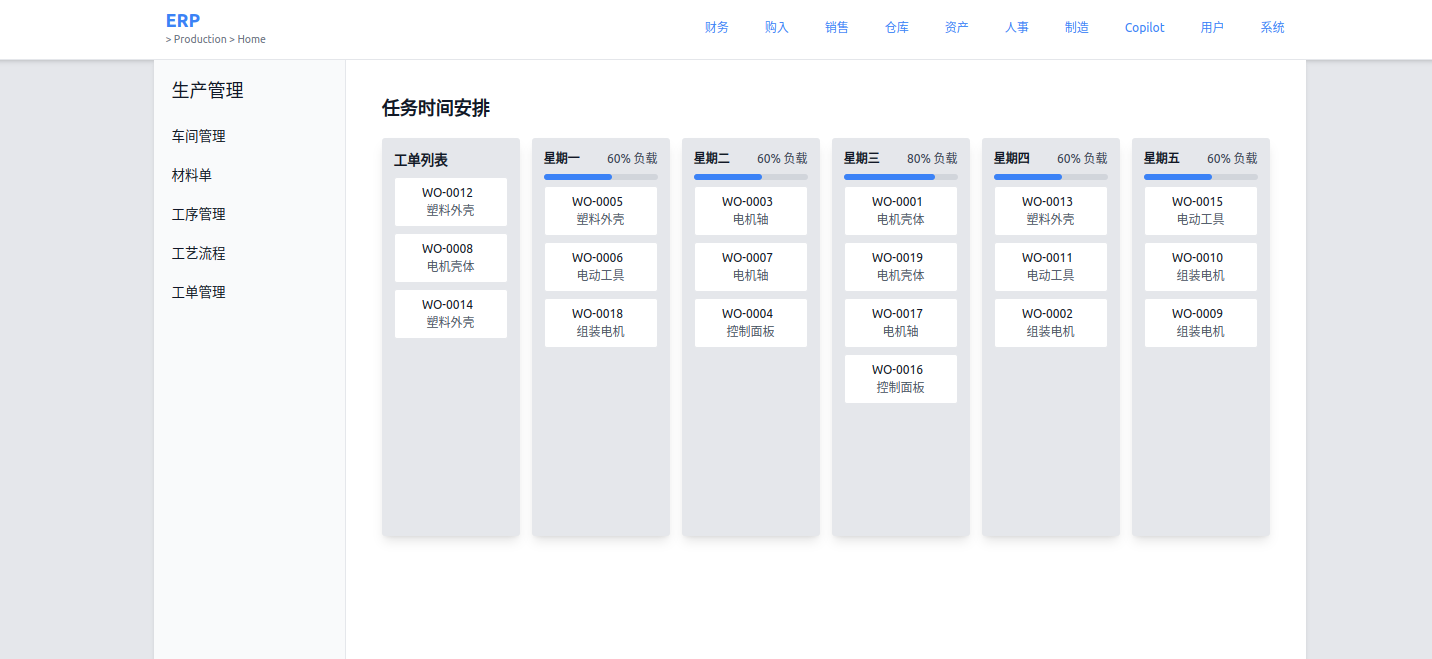 ERP
> Production > Home
财务 购入 销售 仓库 资产 人事 制造 Copilot 用户 系统
生产管理
车间管理
材料单
工序管理
工艺流程
工单管理
任务时间安排
工单列表
WO-0012
塑料外壳
WO-0008
电机壳体
WO-0014
塑料外壳
星期一 60% 负载
WO-0005
塑料外壳
WO-0006
电动工具
WO-0018
组装电机
星期二 60% 负载
WO-0003
电机轴
WO-0007
电机轴
WO-0004
控制面板
星期三 80% 负载
WO-0001
电机壳体
WO-0019
电机壳体
WO-0017
电机轴
WO-0016
控制面板
星期四 60% 负载
WO-0013
塑料外壳
WO-0011
电动工具
WO-0002
组装电机
星期五 60% 负载
WO-0015
电动工具
WO-0010
组装电机
WO-0009
组装电机